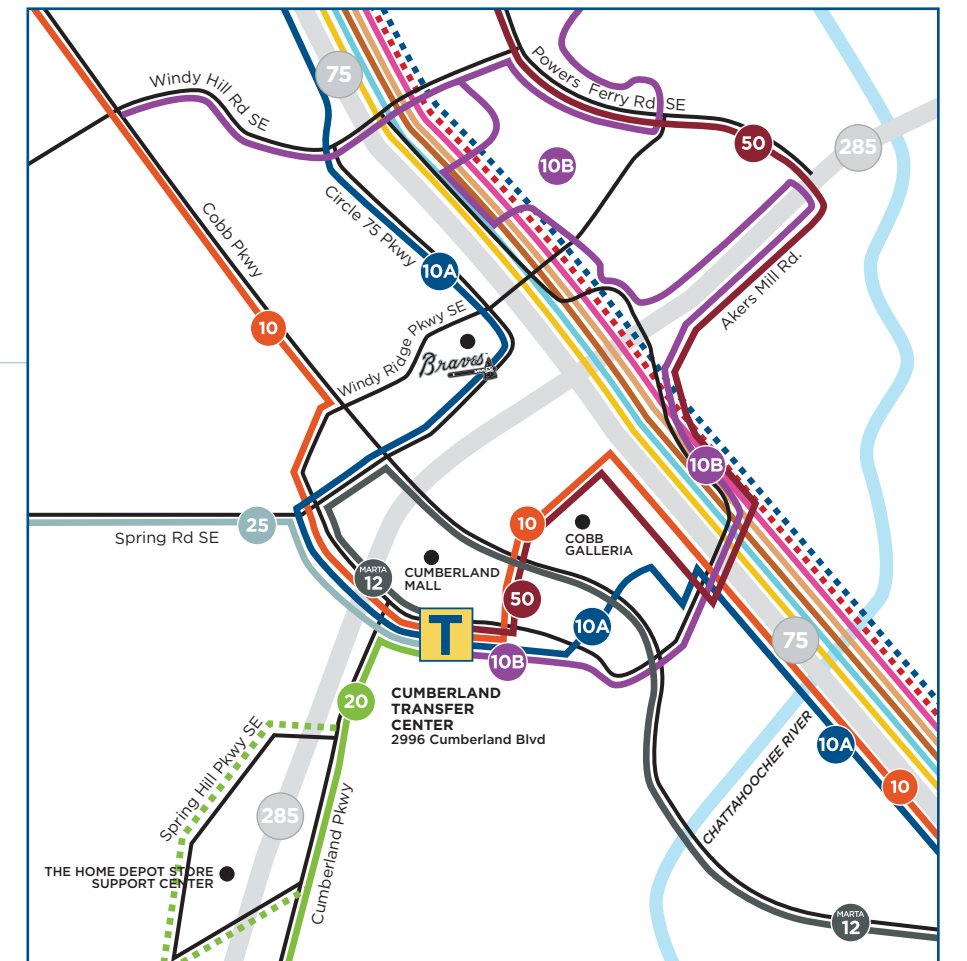 Windy Hill Rd SE
75
Powers Ferry Rd SE
50
285
10B
Cobb Pkwy
Circle 75 Pkwy
10A
10
Windy Ridge Pkwy SE
Braves
Akers Mill Rd.
10B
25
Spring Rd SE
10
COBB
GALLERIA
MARTA
12
CUMBERLAND
MALL
50
10A
T
10B
75
20
CUMBERLAND
TRANSFER
CENTER
2996 Cumberland Blvd
Spring Hill Pkwy SE
285
CHATTAHOOCHEE RIVER
10A
10
Cumberland Pkwy
THE HOME DEPOT STORE
SUPPORT CENTER
MARTA
12